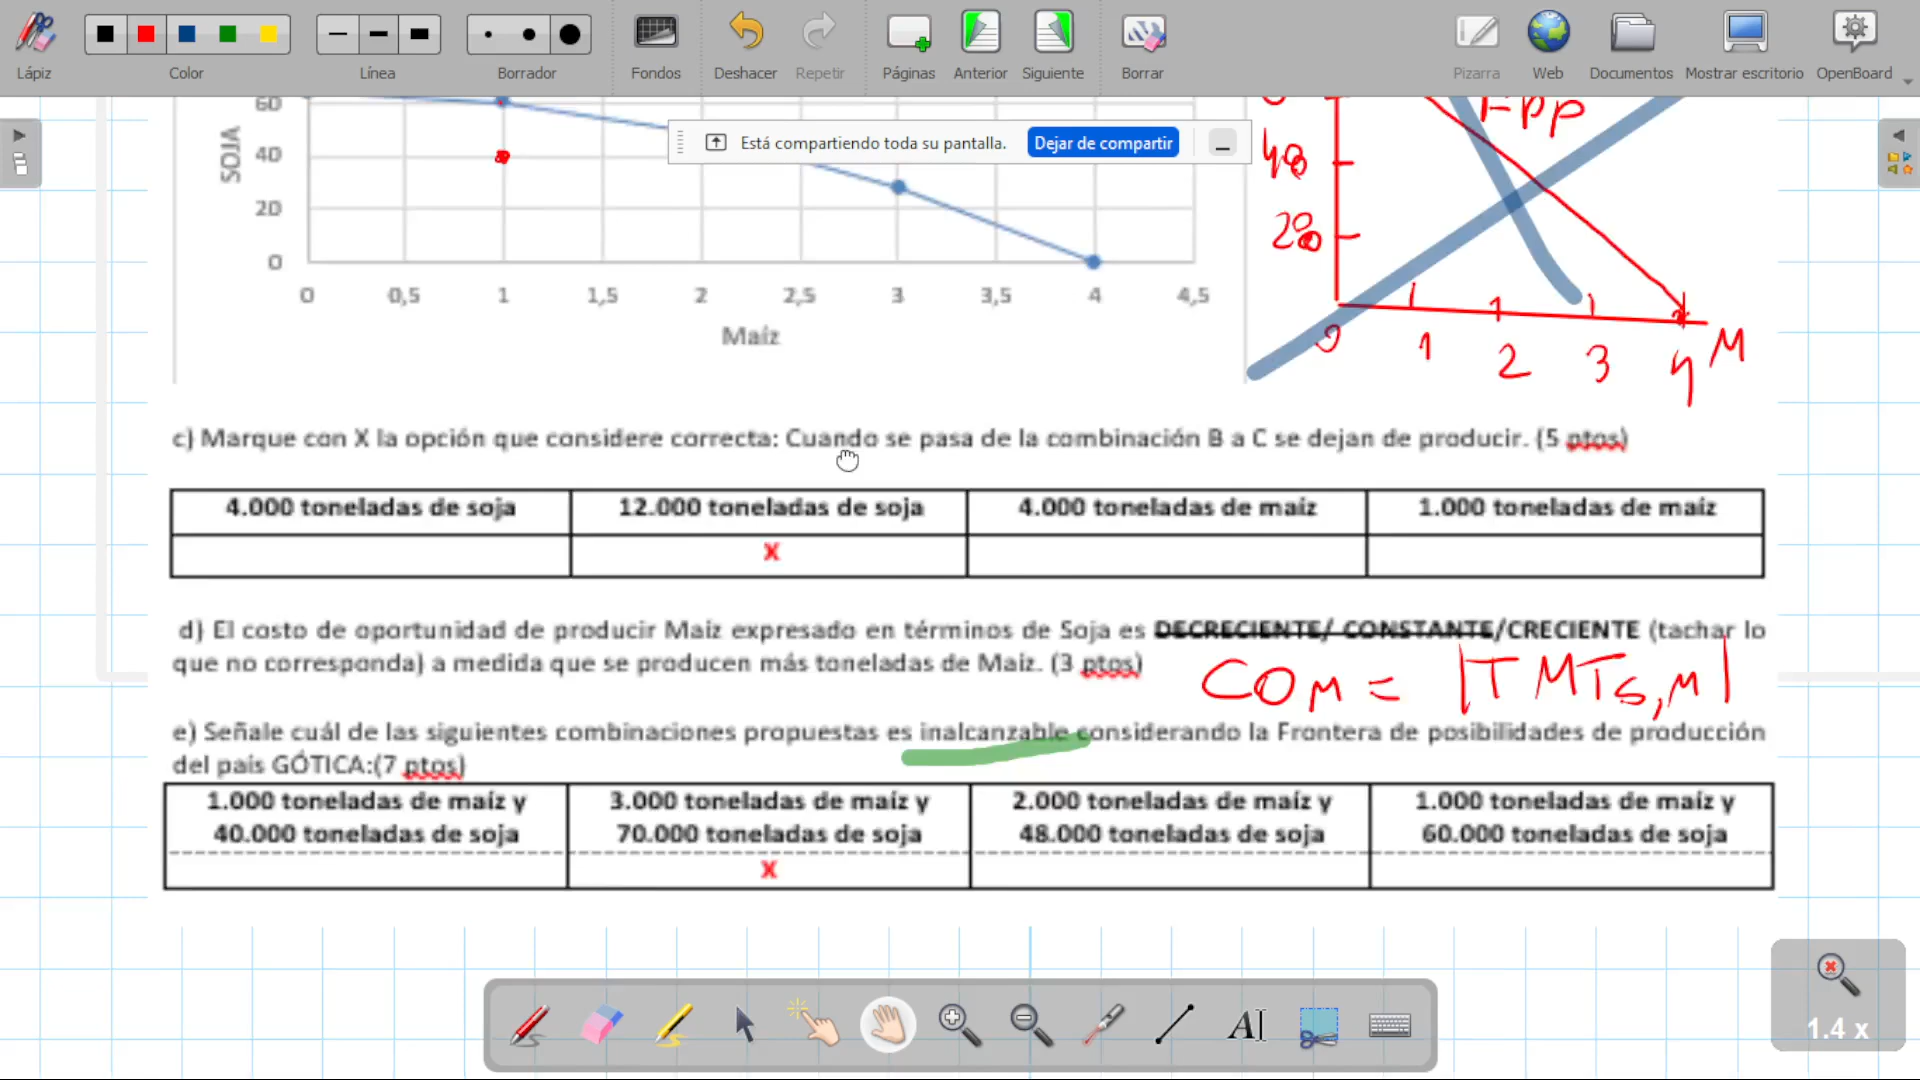 Lápiz
Color
Línea
Borrador
Fondos
Deshacer
Repetir
Páginas
Anterior
Siguiente
Borrar
Pizarra
Web
Documentos
Mostrar escritorio
OpenBoard
Está compartiendo toda su pantalla.
Dejar de compartir
SOJA
60
40
20
0
0 0,5 1 1,5 2 2,5 3 3,5 4 4,5
Maíz
FPP
40
20
0 1 2 3 4 M
c) Marque con X la opción que considere correcta: Cuando se pasa de la combinación B a C se dejan de producir. (5 ptos)
4.000 toneladas de soja 12.000 toneladas de soja 4.000 toneladas de maíz 1.000 toneladas de maíz
X
d) El costo de oportunidad de producir Maíz expresado en términos de Soja es DECRECIENTE/ CONSTANTE/CRECIENTE (tachar lo
que no corresponda) a medida que se producen más toneladas de Maíz. (3 ptos)
COM = |TMTS,M|
e) Señale cuál de las siguientes combinaciones propuestas es inalcanzable considerando la Frontera de posibilidades de producción
del país GÓTICA:(7 ptos)
1.000 toneladas de maíz y 3.000 toneladas de maíz y 2.000 toneladas de maíz y 1.000 toneladas de maíz y
40.000 toneladas de soja 70.000 toneladas de soja 48.000 toneladas de soja 60.000 toneladas de soja
X
1.4 x